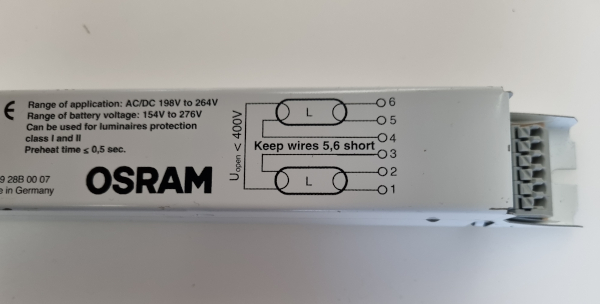 CE Range of application: AC/DC 198V to 264V
Range of battery voltage: 154V to 276V
Can be used for luminaires protection
class I and II
Preheat time ≤ 0,5 sec.
9 28B 00 07
in Germany
OSRAM
U open < 400V
L
Keep wires 5,6 short
L
6
5
4
3
2
1